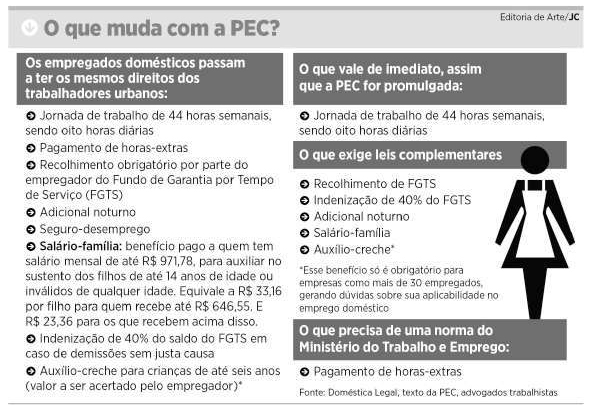 Editoria de Arte/JC
O que muda com a PEC?
Os empregados domésticos passam
a ter os mesmos direitos dos
trabalhadores urbanos:
Jornada de trabalho de 44 horas semanais,
sendo oito horas diárias
Pagamento de horas-extras
Recolhimento obrigatório por parte do
empregador do Fundo de Garantia por Tempo
de Serviço (FGTS)
Adicional noturno
Seguro-desemprego
Salário-família: benefício pago a quem tem
salário mensal de até R$ 971,78, para auxiliar no
sustento dos filhos de até 14 anos de idade ou
inválidos de qualquer idade. Equivale a R$ 33,16
por filho para quem recebe até R$ 646,55. E
R$ 23,36 para os que recebem acima disso.
Indenização de 40% do saldo do FGTS em
caso de demissões sem justa causa
Auxílio-creche para crianças de até seis anos
(valor a ser acertado pelo empregador)*
O que vale de imediato, assim
que a PEC for promulgada:
Jornada de trabalho de 44 horas semanais,
sendo oito horas diárias
O que exige leis complementares
Recolhimento de FGTS
Indenização de 40% do FGTS
Adicional noturno
Salário-família
Auxílio-creche*
*Esse benefício só é obrigatório para
empresas como mais de 30 empregados,
gerando dúvidas sobre sua aplicabilidade no
emprego doméstico
O que precisa de uma norma do
Ministério do Trabalho e Emprego:
Pagamento de horas-extras
Fonte: Doméstica Legal, texto da PEC, advogados trabalhistas